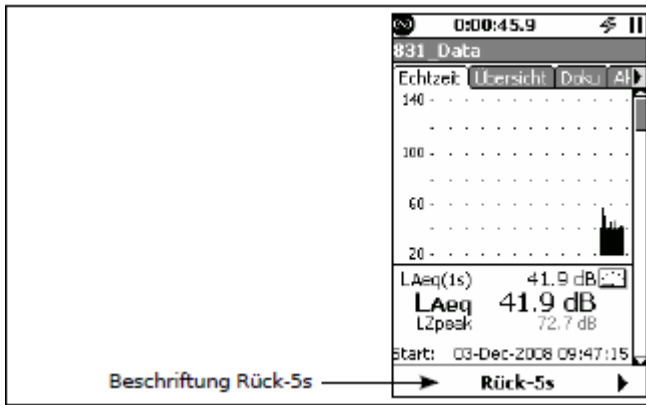 0:00:45.9
831_Data
Echtzeit Übersicht Doku Ak
140
100
60
20
LAeq(1s) 41.9 dB
LAeq 41.9 dB
LZpeak 72.7 dB
Start: 03-Dec-2008 09:47:15
Beschriftung Rück-5s Rück-5s